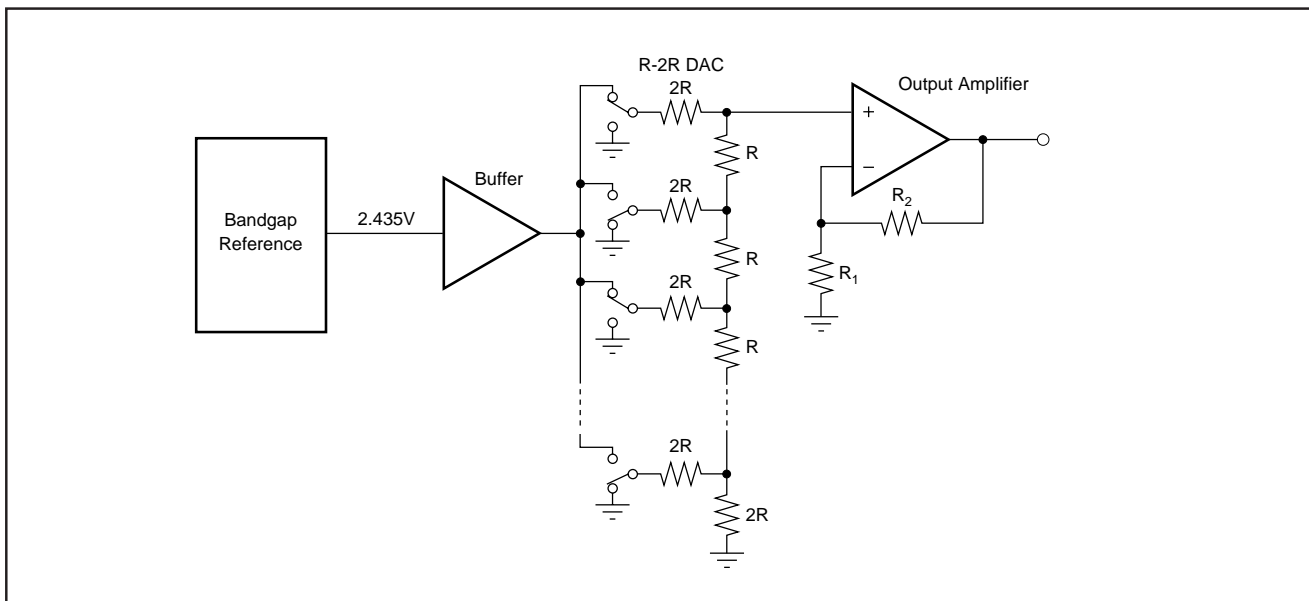 R-2R DAC
2R
Output Amplifier
+
R
–
Buffer
2R
R2
Bandgap
Reference
2.435V
R
2R
R1
R
2R
2R